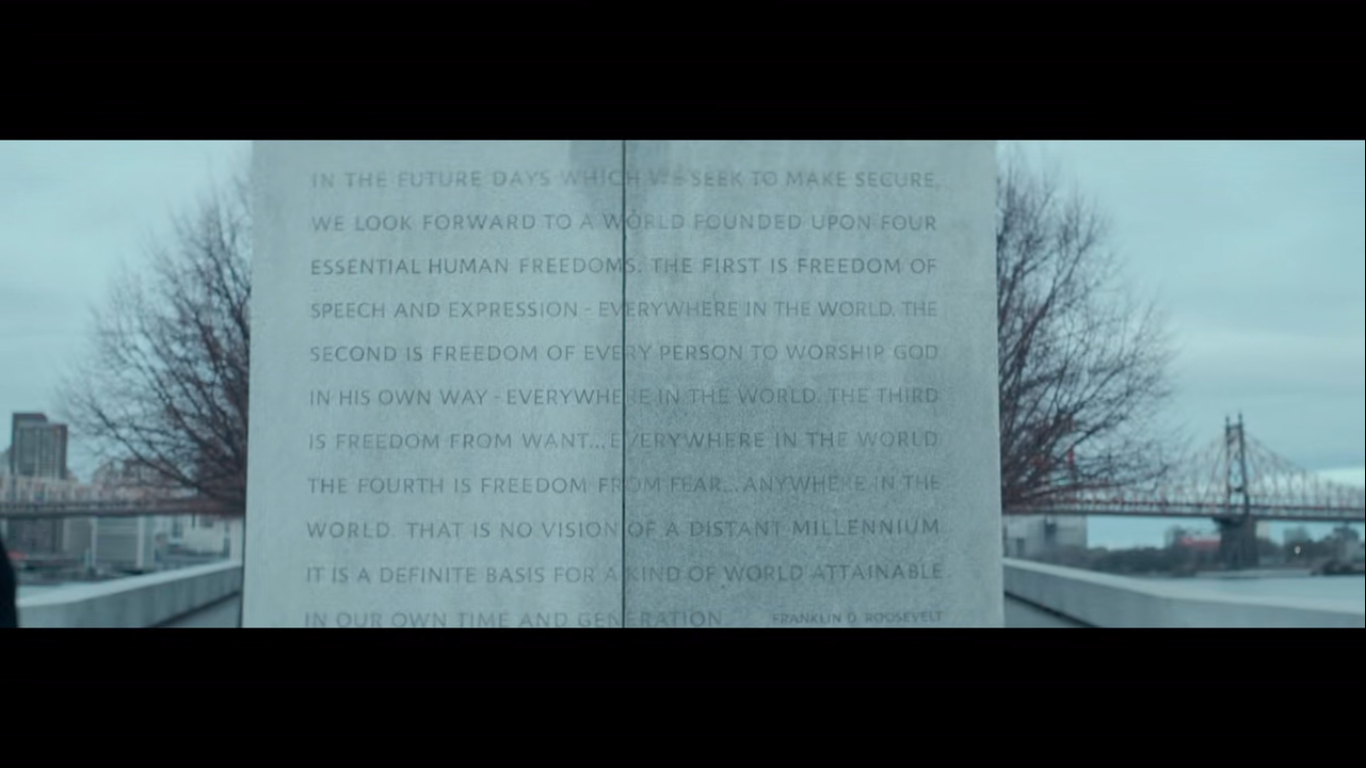 IN THE FUTURE DAYS WHICH WE SEEK TO MAKE SECURE,
WE LOOK FORWARD TO A WORLD FOUNDED UPON FOUR
ESSENTIAL HUMAN FREEDOMS. THE FIRST IS FREEDOM OF
SPEECH AND EXPRESSION - EVERYWHERE IN THE WORLD. THE
SECOND IS FREEDOM OF EVERY PERSON TO WORSHIP GOD
IN HIS OWN WAY - EVERYWHERE IN THE WORLD. THE THIRD
IS FREEDOM FROM WANT... EVERYWHERE IN THE WORLD
THE FOURTH IS FREEDOM FROM FEAR... ANYWHERE IN THE
WORLD. THAT IS NO VISION OF A DISTANT MILLENNIUM
IT IS A DEFINITE BASIS FOR A KIND OF WORLD ATTAINABLE
IN OUR OWN TIME AND GENERATION. FRANKLIN D. ROOSEVELT